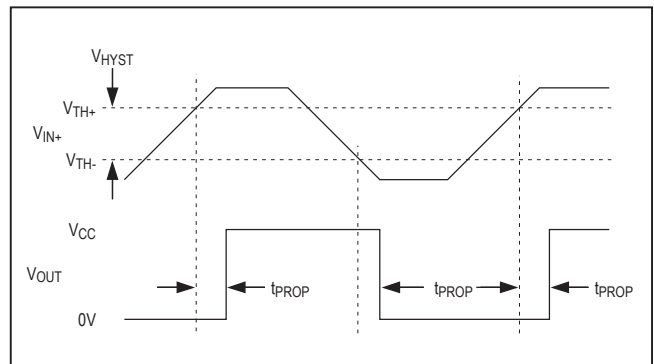 VHYST
VTH+
VIN+
VTH-
VCC
VOUT
tPROP
tPROP
tPROP
0V